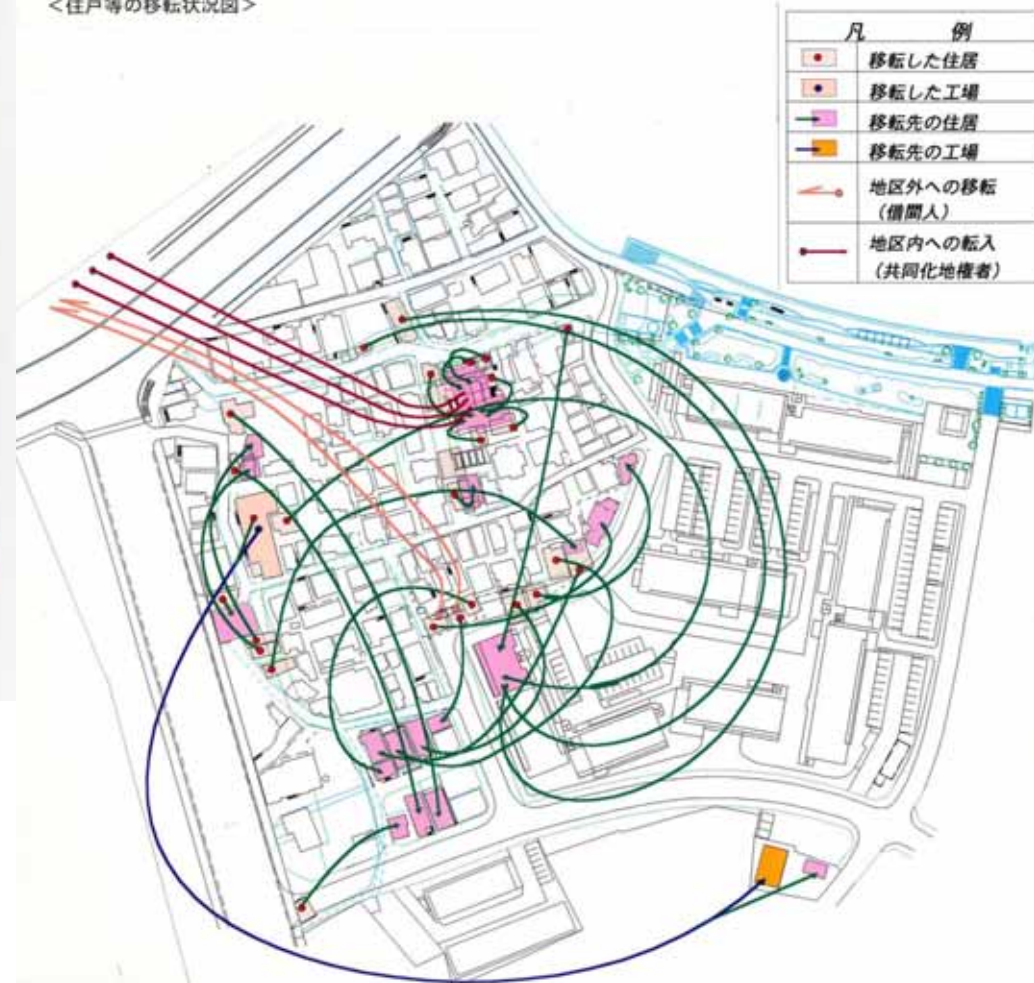 <住戸等の移転状況図>
凡 例
移転した住居
移転した工場
移転先の住居
移転先の工場
地区外への移転
(借間人)
地区内への転入
(共同化地権者)